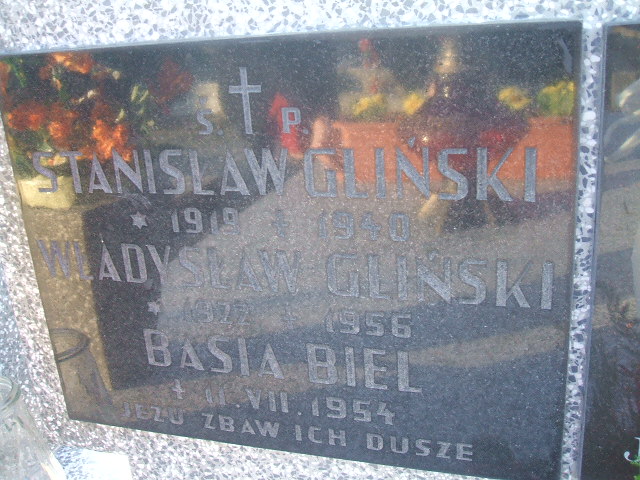 Ś. P.
STANISŁAW GLIŃSKI
* 1919 + 1940
WŁADYSŁAW GLIŃSKI
* 1922 + 1956
BASIA BIEL
+ 11.VII.1954
JEZU ZBAW ICH DUSZE